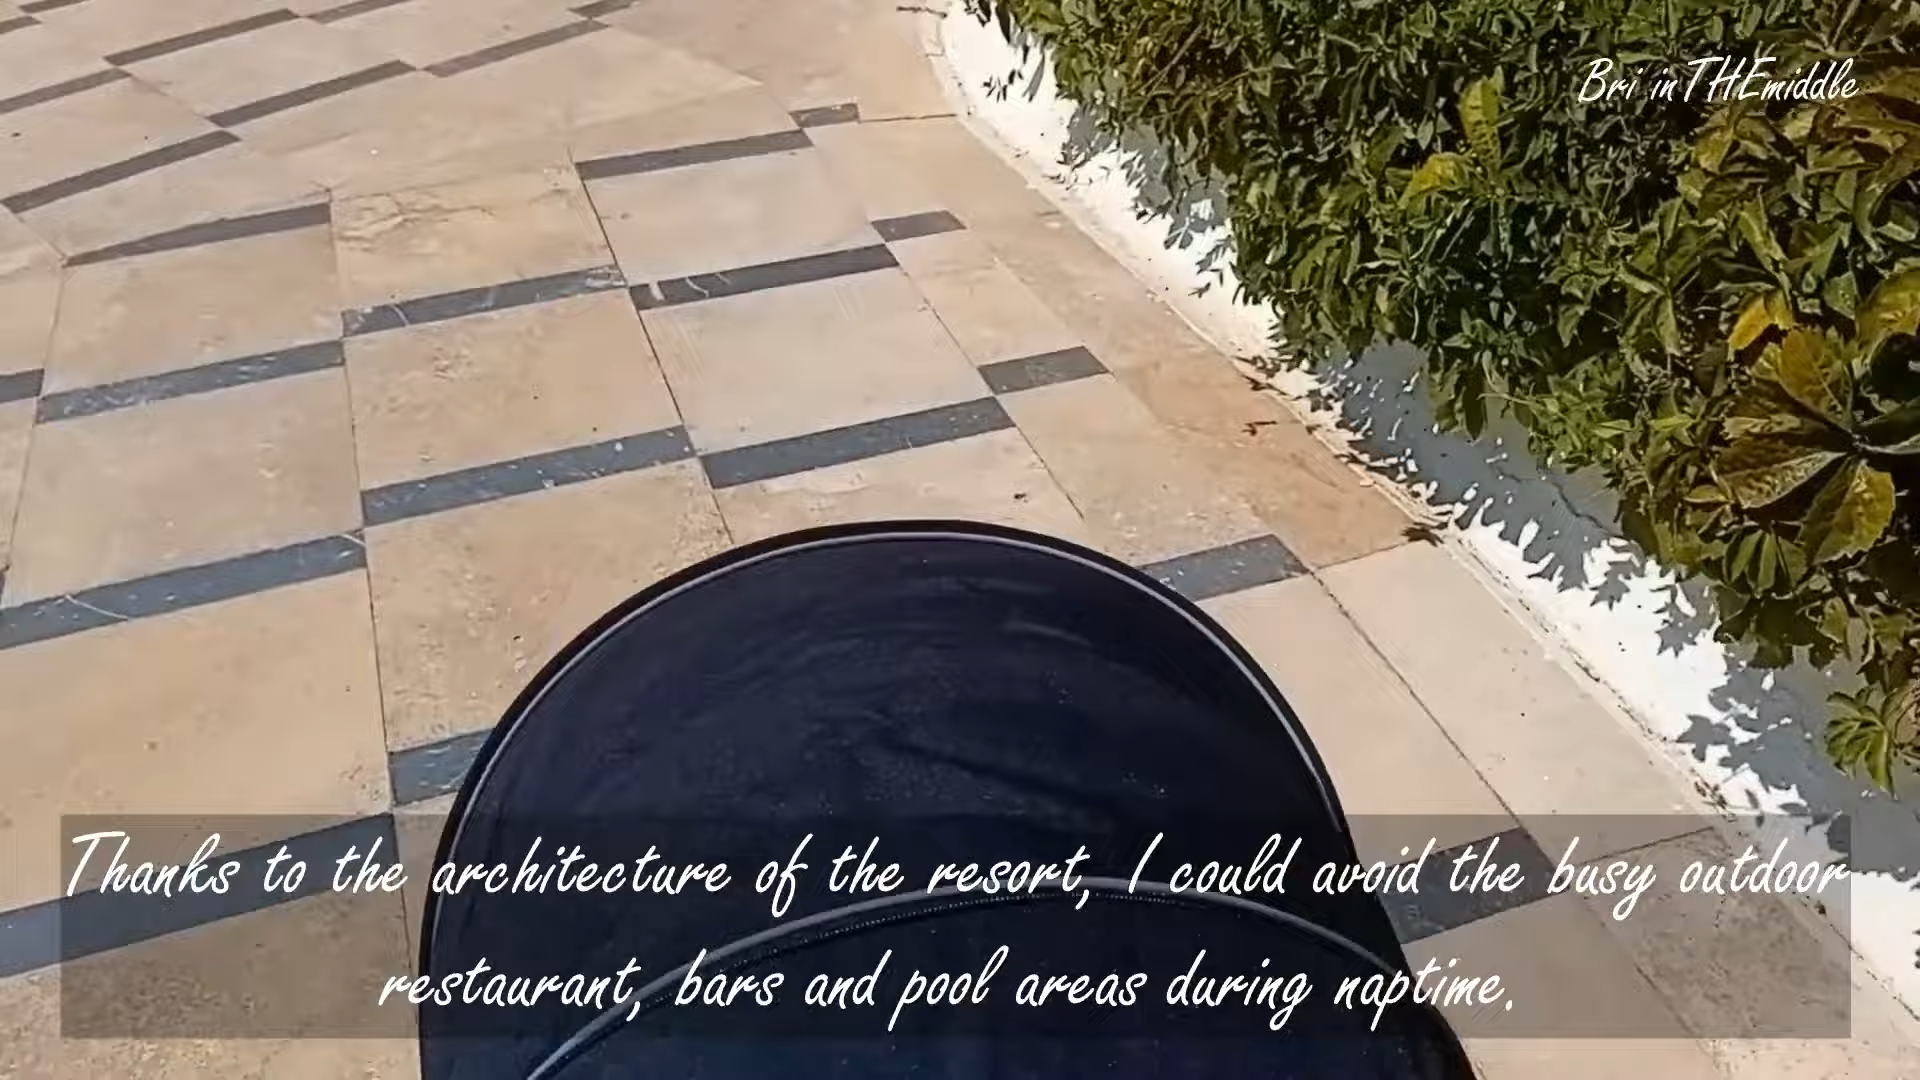 Bri inTHEmiddle
Thanks to the architecture of the resort, I could avoid the busy outdoor
restaurant, bars and pool areas during naptime.